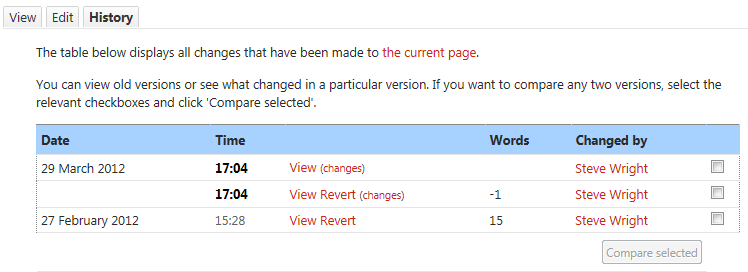 View Edit History
The table below displays all changes that have been made to the current page.
You can view old versions or see what changed in a particular version. If you want to compare any two versions, select the
relevant checkboxes and click 'Compare selected'.
Date Time Words Changed by
29 March 2012 17:04 View (changes) Steve Wright
17:04 View Revert (changes) -1 Steve Wright
27 February 2012 15:28 View Revert 15 Steve Wright
Compare selected